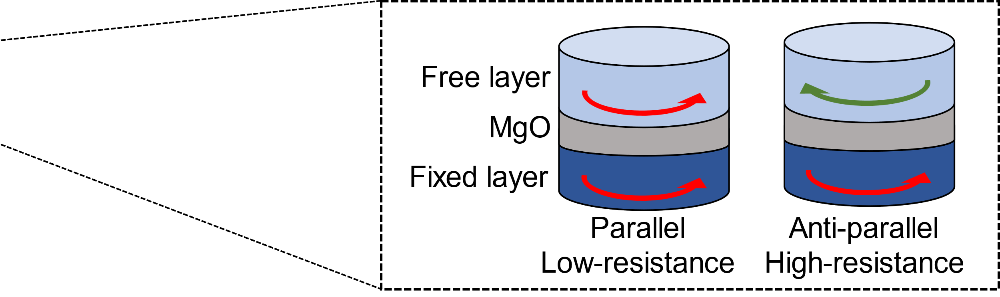 Free layer
MgO
Fixed layer
Parallel
Low-resistance
Anti-parallel
High-resistance